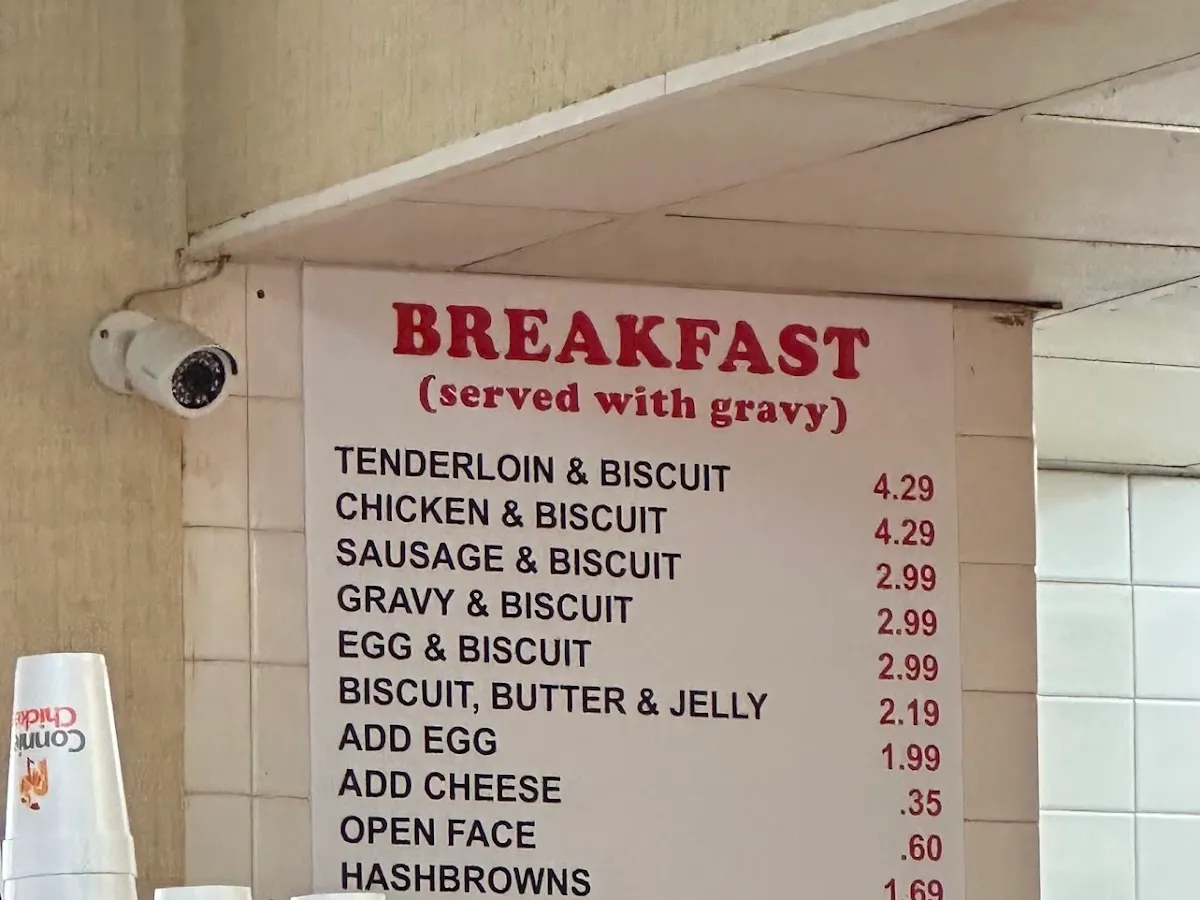 BREAKFAST
(served with gravy)
TENDERLOIN & BISCUIT 4.29
CHICKEN & BISCUIT 4.29
SAUSAGE & BISCUIT 2.99
GRAVY & BISCUIT 2.99
EGG & BISCUIT 2.99
BISCUIT, BUTTER & JELLY 2.19
ADD EGG 1.99
ADD CHEESE .35
OPEN FACE .60
HASHBROWNS 1.69